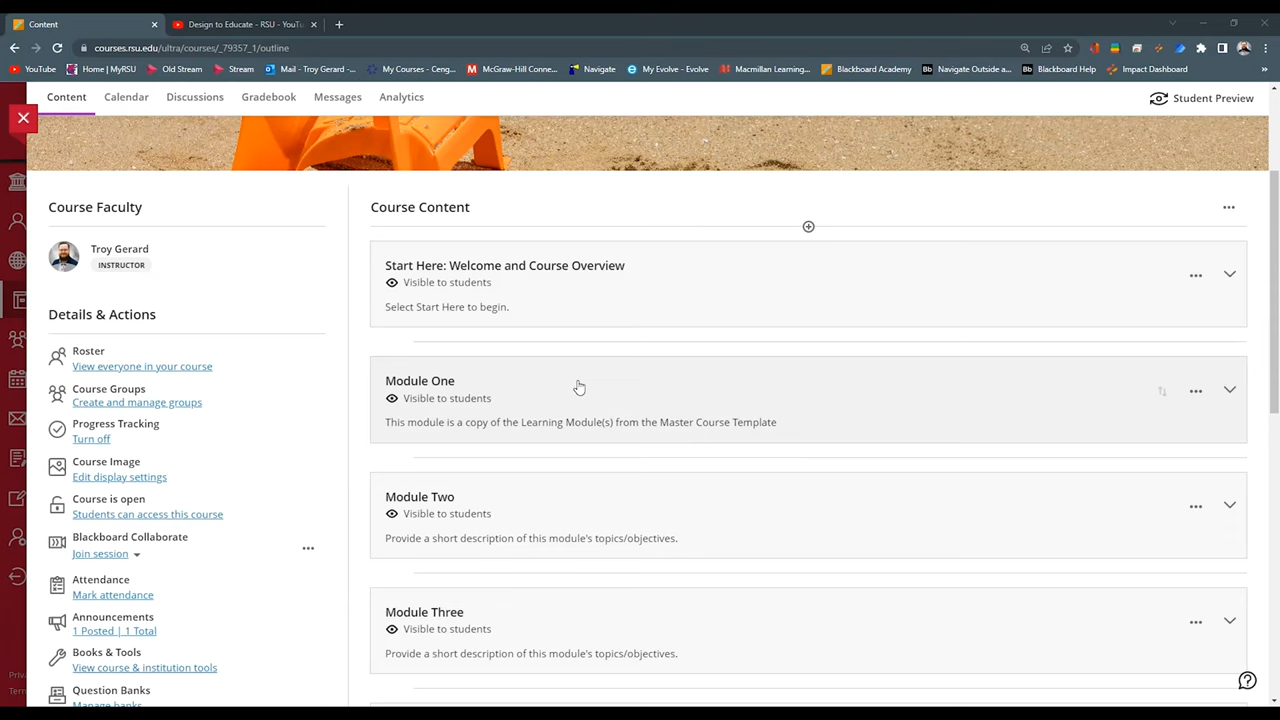 Content
Design to Educate - RSU - YouTu
courses.rsu.edu/ultra/courses/_79357_1/outline
YouTube
Home | MyRSU
Old Stream
Stream
Mail - Troy Gerard -...
My Courses - Ceng...
McGraw-Hill Conne...
Navigate
My Evolve - Evolve
Macmillan Learning...
Blackboard Academy
Navigate Outside a...
Blackboard Help
Impact Dashboard
Content
Calendar
Discussions
Gradebook
Messages
Analytics
Student Preview
Course Faculty
Troy Gerard
INSTRUCTOR
Details & Actions
Roster
View everyone in your course
Course Groups
Create and manage groups
Progress Tracking
Turn off
Course Image
Edit display settings
Course is open
Students can access this course
Blackboard Collaborate
Join session
Attendance
Mark attendance
Announcements
1 Posted | 1 Total
Books & Tools
View course & institution tools
Question Banks
Manage banks
Course Content
Start Here: Welcome and Course Overview
Visible to students
Select Start Here to begin.
Module One
Visible to students
This module is a copy of the Learning Module(s) from the Master Course Template
Module Two
Visible to students
Provide a short description of this module's topics/objectives.
Module Three
Visible to students
Provide a short description of this module's topics/objectives.